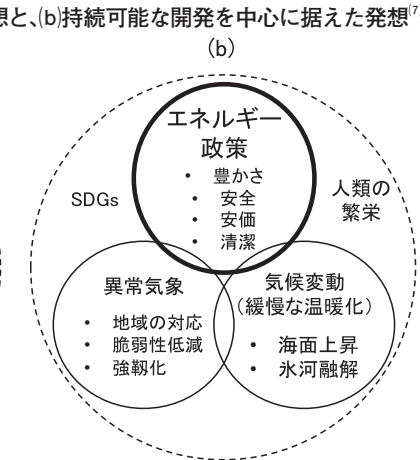 想と、(b)持続可能な開発を中心に据えた発想(7)
(b)
エネルギー
政策
• 豊かさ
• 安全
• 安価
• 清潔
SDGs
人類の
繁栄
異常気象
• 地域の対応
• 脆弱性低減
• 強靱化
気候変動
(緩慢な温暖化)
• 海面上昇
• 氷河融解